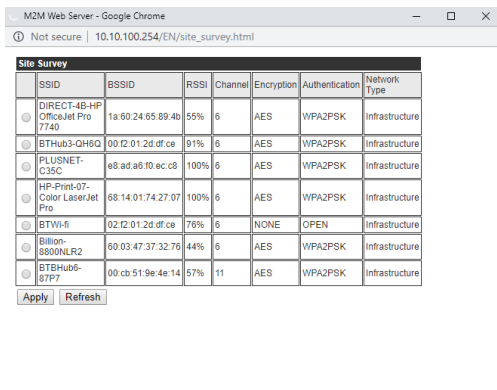 M2M Web Server - Google Chrome
Not secure | 10.10.100.254/EN/site_survey.html
Site Survey
SSID BSSID RSSI Channel Encryption Authentication Network Type
DIRECT-4B-HP OfficeJet Pro 7740 1a:60:24:65:89:4b 55% 6 AES WPA2PSK Infrastructure
BTHub3-QH6Q 00:f2:01:2d:df:ce 91% 6 AES WPA2PSK Infrastructure
PLUSNET-C35C e8:ad:a6:f0:ec:c8 100% 6 AES WPA2PSK Infrastructure
HP-Print-07-Color LaserJet Pro 68:14:01:74:27:07 100% 6 AES WPA2PSK Infrastructure
BTWi-fi 02:f2:01:2d:df:ce 76% 6 NONE OPEN Infrastructure
Billion-8800NLR2 60:03:47:37:32:76 44% 6 AES WPA2PSK Infrastructure
BTBHub6-87P7 00:cb:51:9e:4e:14 57% 11 AES WPA2PSK Infrastructure
Apply Refresh